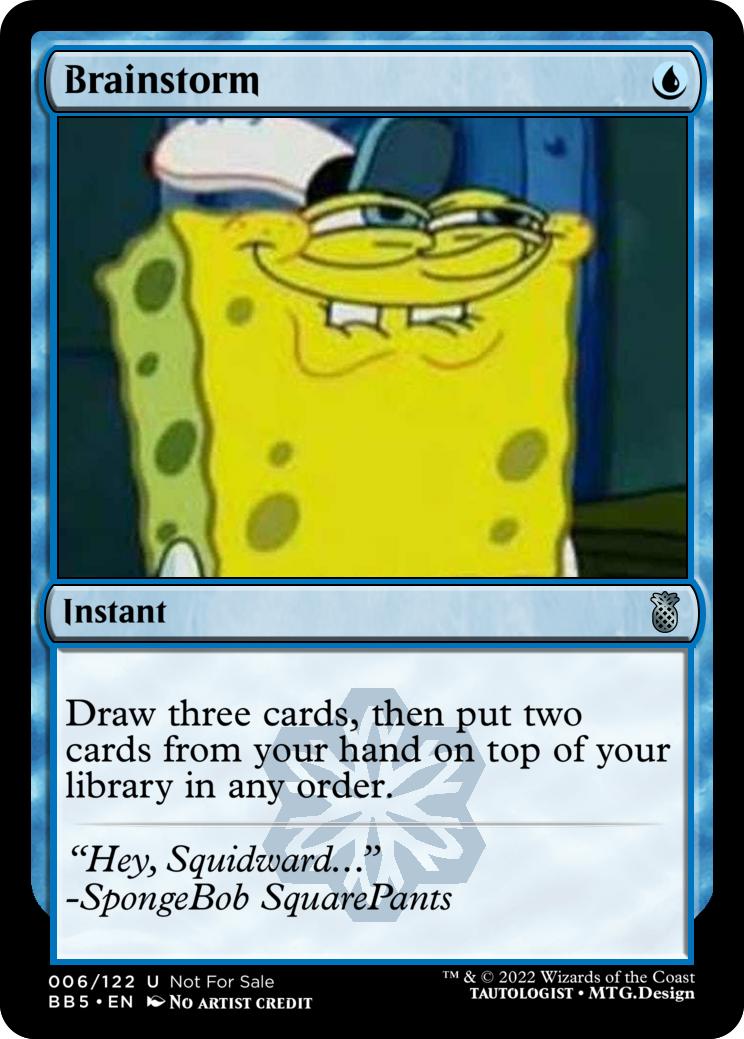 Brainstorm
Instant
Draw three cards, then put two
cards from your hand on top of your
library in any order.
“Hey, Squidward...”
-SpongeBob SquarePants
006/122 U Not For Sale
BB5 • EN No artist credit
™ & © 2022 Wizards of the Coast
TAUTOLOGIST • MTG.Design